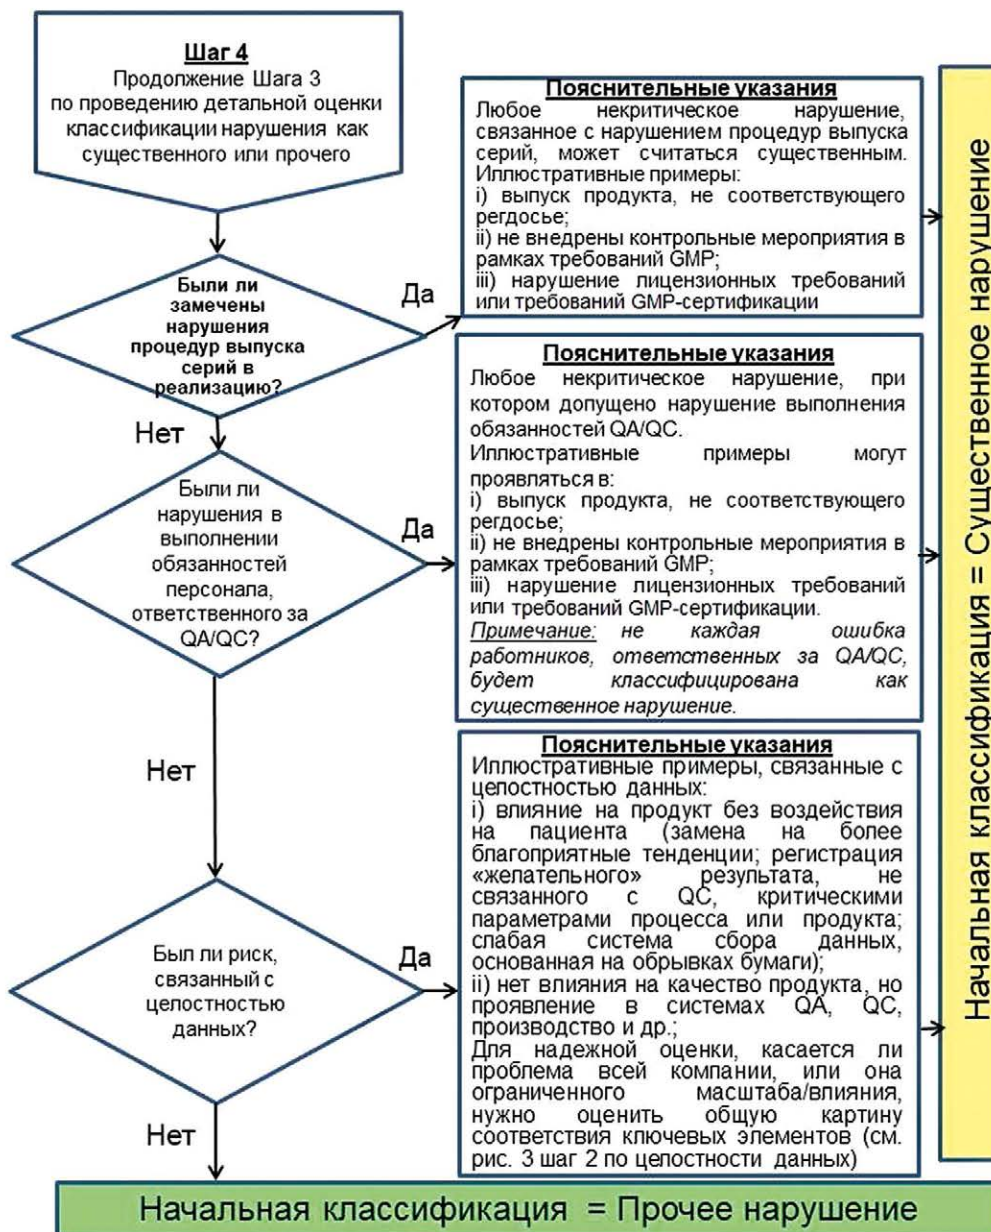 Шаг 4
Продолжение Шага 3
по проведению детальной оценки
классификации нарушения как
существенного или прочего
Пояснительные указания
Любое некритическое нарушение,
связанное с нарушением процедур выпуска
серий, может считаться существенным.
Иллюстративные примеры:
i) выпуск продукта, не соответствующего
регдосье;
ii) не внедрены контрольные мероприятия в
рамках требований GMP;
iii) нарушение лицензионных требований
или требований GMP-сертификации
Были ли
замечены
нарушения
процедур выпуска
серий в
реализацию?
Да
Нет
Пояснительные указания
Любое некритическое нарушение, при
котором допущено нарушение выполнения
обязанностей QA/QC.
Иллюстративные примеры могут
проявляться в:
i) выпуск продукта, не соответствующего
регдосье;
ii) не внедрены контрольные мероприятия в
рамках требований GMP;
iii) нарушение лицензионных требований
или требований GMP-сертификации.
Примечание: не каждая ошибка
работников, ответственных за QA/QC,
будет классифицирована как
существенное нарушение.
Были ли
нарушения в
выполнении
обязанностей
персонала,
ответственного за
QA/QC?
Да
Нет
Пояснительные указания
Иллюстративные примеры, связанные с
целостностью данных:
i) влияние на продукт без воздействия
на пациента (замена на более
благоприятные тенденции; регистрация
«желательного» результата, не
связанного с QC, критическими
параметрами процесса или продукта;
слабая система сбора данных,
основанная на обрывках бумаги);
ii) нет влияния на качество продукта, но
проявление в системах QA, QC,
производство и др.;
Для надежной оценки, касается ли
проблема всей компании, или она
ограниченного масштаба/влияния,
нужно оценить общую картину
соответствия ключевых элементов (см.
рис. 3 шаг 2 по целостности данных)
Был ли риск,
связанный с
целостностью
данных?
Да
Нет
Начальная классификация = Существенное нарушение
Начальная классификация = Прочее нарушение